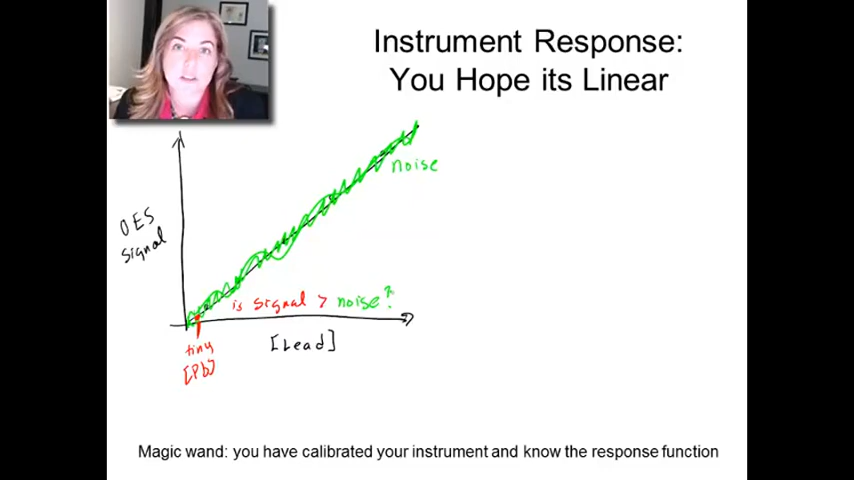 Instrument Response:
You Hope its Linear
noise
OES
signal
is signal > noise?
tiny
[Pb]
[Lead]
Magic wand: you have calibrated your instrument and know the response function